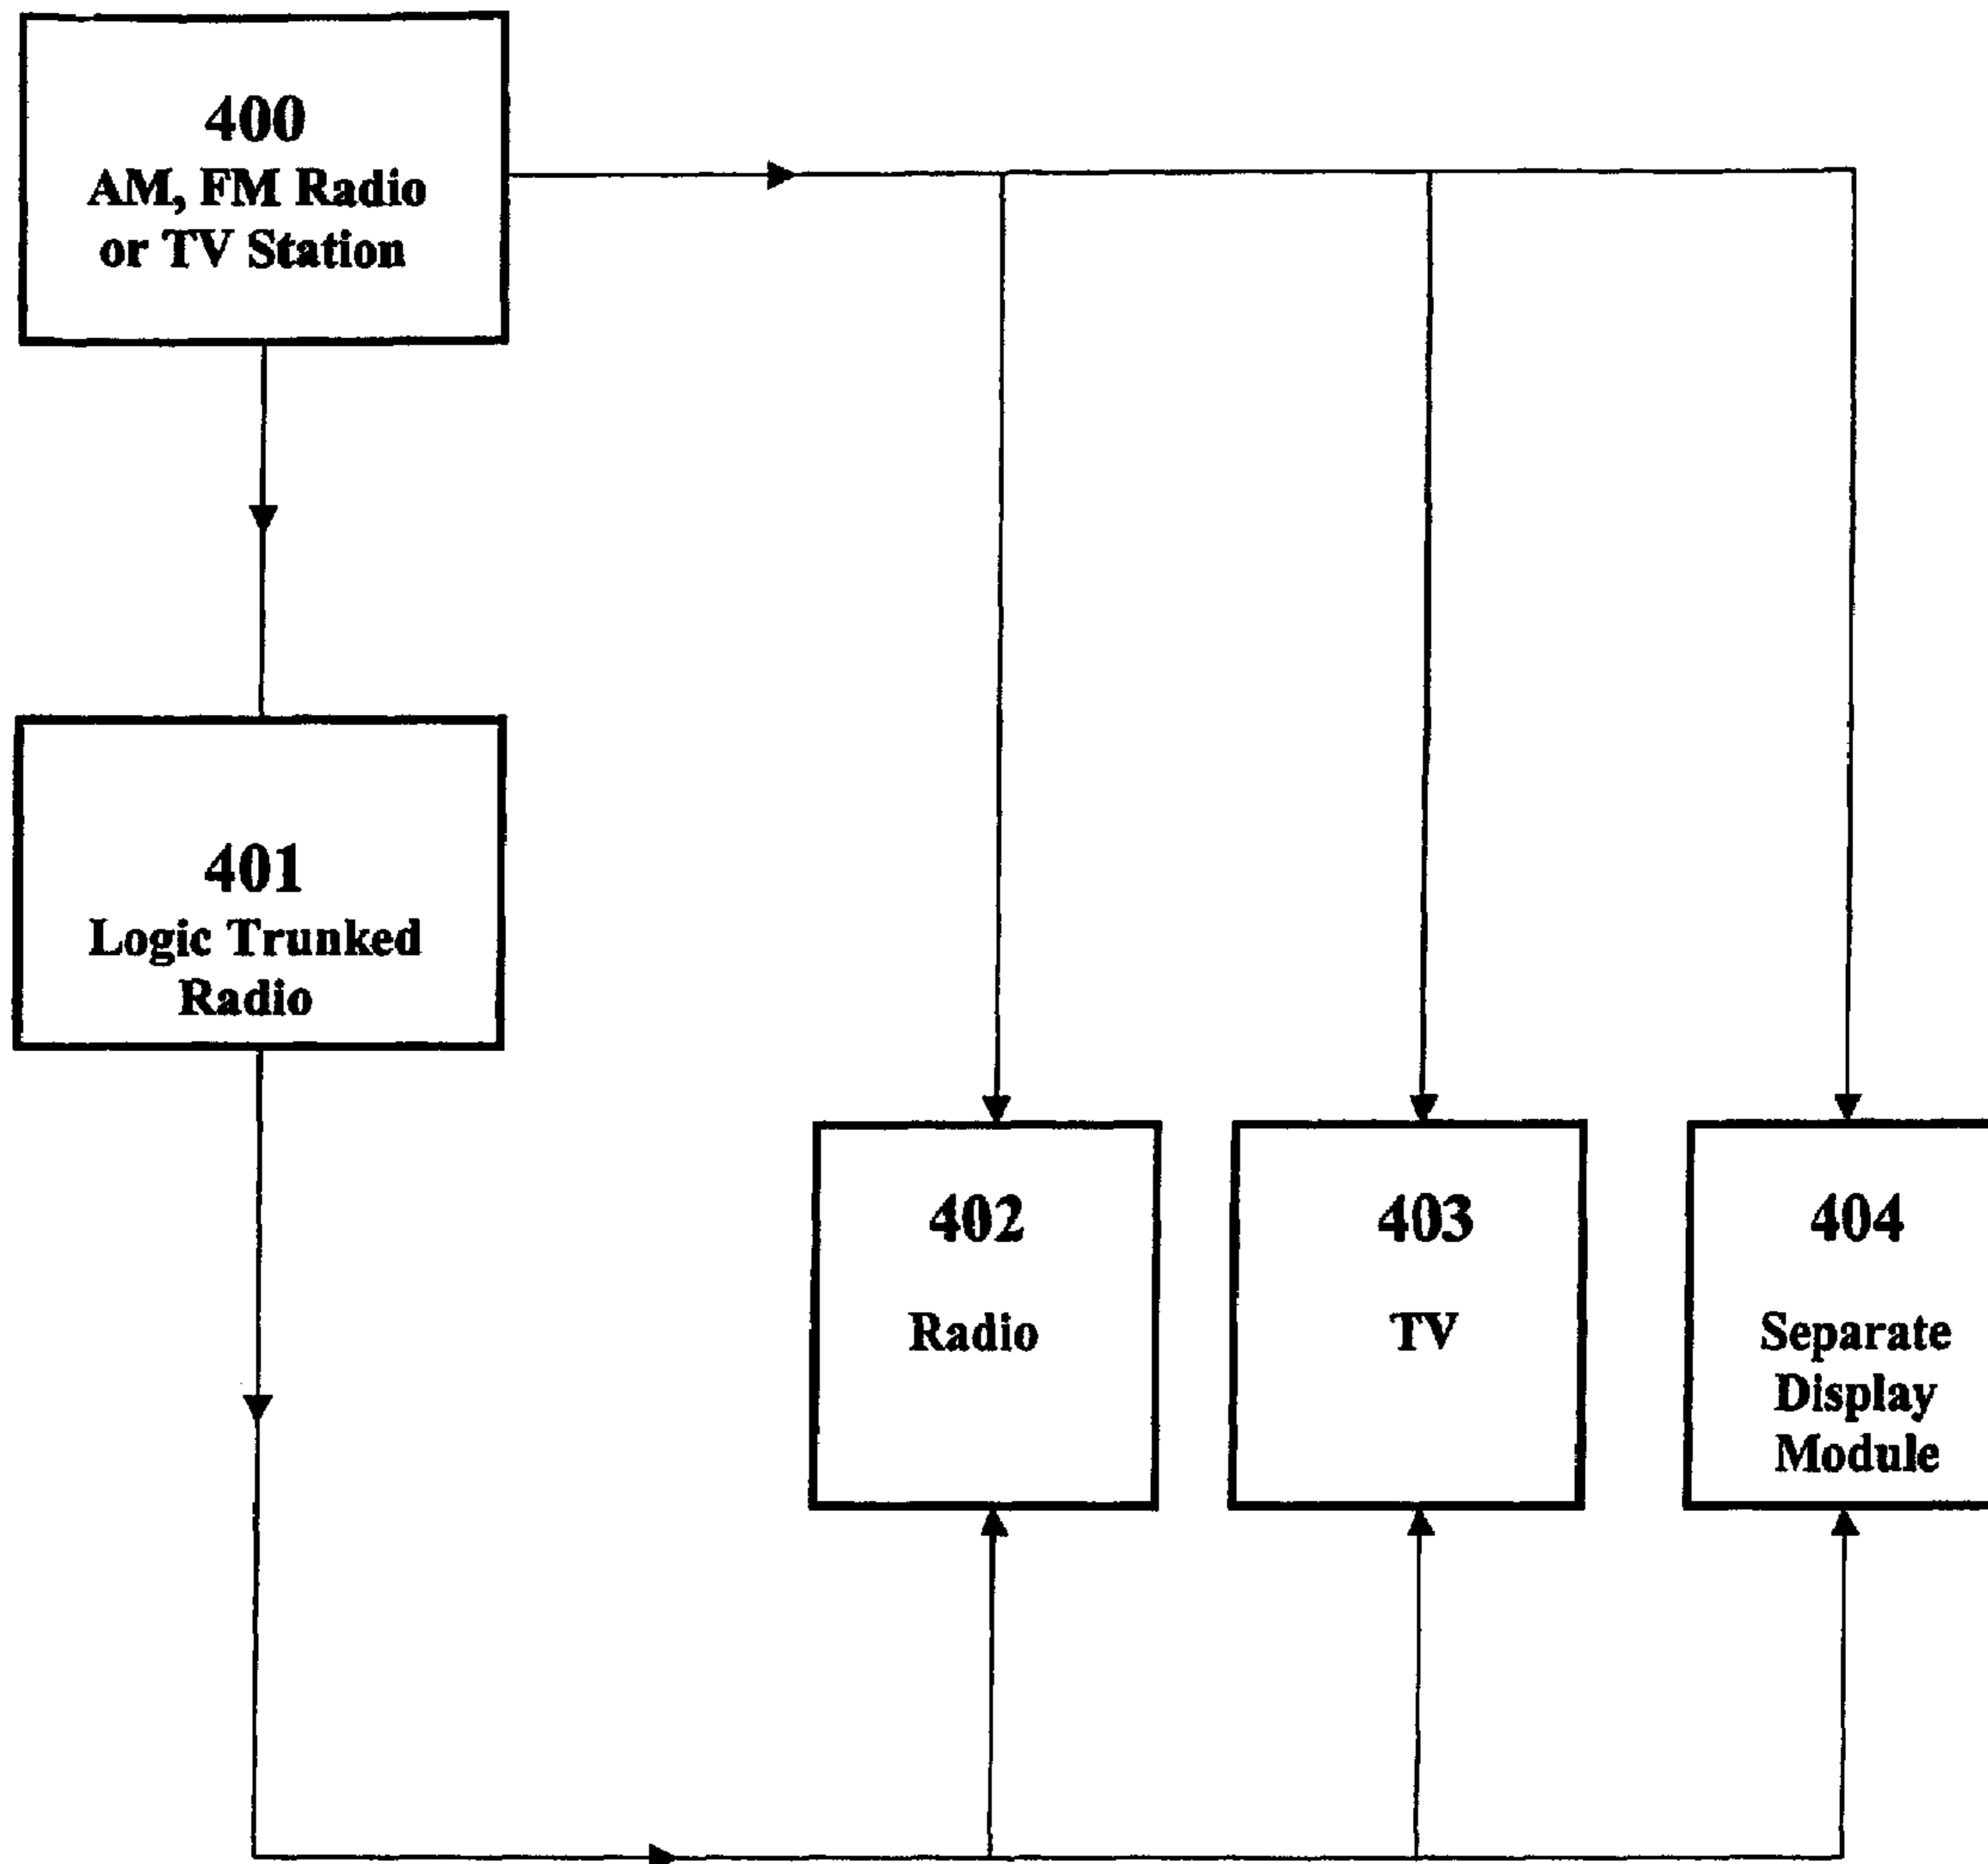 400
AM, FM Radio
or TV Station
401
Logic Trunked
Radio
402
Radio
403
TV
404
Separate
Display
Module